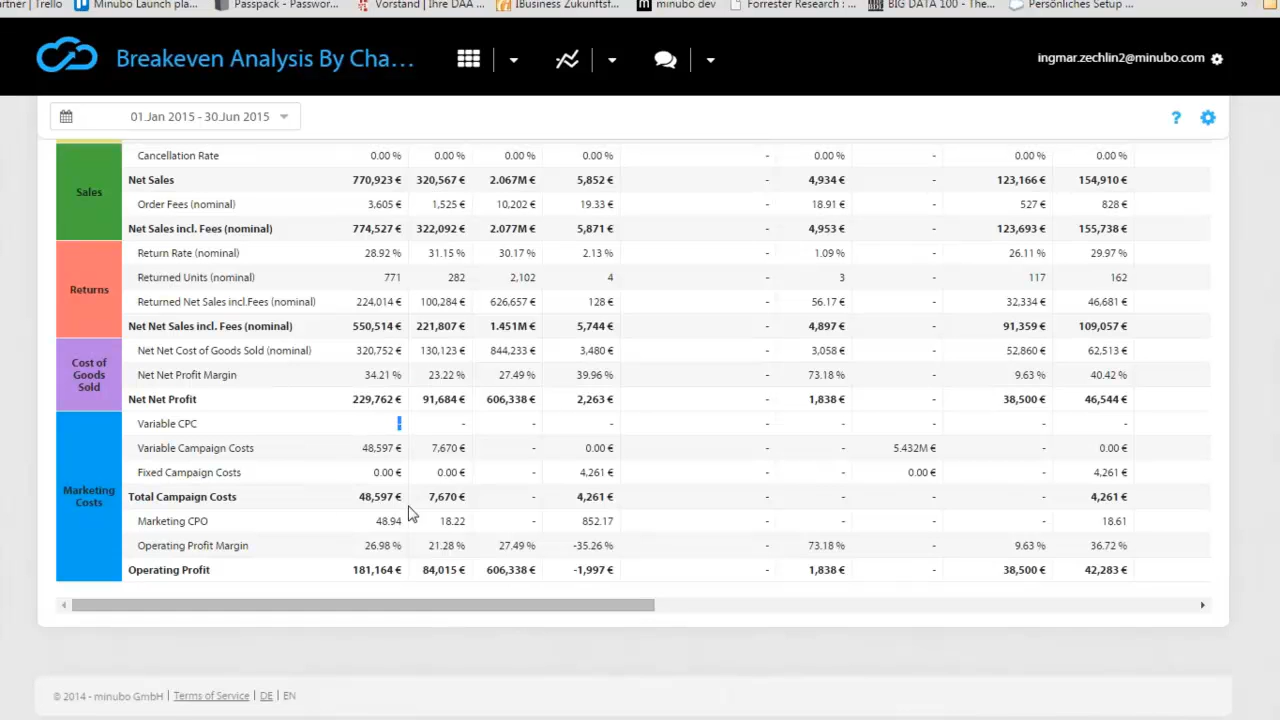 artner | Trello Minubo Launch pla... Passpack - Passwor... Vorstand | Ihre DAA ... IBusiness Zukunftsf... minubo dev Forrester Research : ... BIG DATA 100 - The... Persönliches Setup ... »
Breakeven Analysis By Cha... ingmar.zechlin2@minubo.com
01.Jan 2015 - 30.Jun 2015 ?
Sales
Cancellation Rate 0.00 % 0.00 % 0.00 % 0.00 % - 0.00 % - 0.00 % 0.00 %
Net Sales 770,923 € 320,567 € 2.067M € 5,852 € - 4,934 € - 123,166 € 154,910 €
Order Fees (nominal) 3,605 € 1,525 € 10,202 € 19.33 € - 18.91 € - 527 € 828 €
Net Sales incl. Fees (nominal) 774,527 € 322,092 € 2.077M € 5,871 € - 4,953 € - 123,693 € 155,738 €
Returns
Return Rate (nominal) 28.92 % 31.15 % 30.17 % 2.13 % - 1.09 % - 26.11 % 29.97 %
Returned Units (nominal) 771 282 2,102 4 - 3 - 117 162
Returned Net Sales incl.Fees (nominal) 224,014 € 100,284 € 626,657 € 128 € - 56.17 € - 32,334 € 46,681 €
Net Net Sales incl. Fees (nominal) 550,514 € 221,807 € 1.451M € 5,744 € - 4,897 € - 91,359 € 109,057 €
Cost of
Goods
Sold
Net Net Cost of Goods Sold (nominal) 320,752 € 130,123 € 844,233 € 3,480 € - 3,058 € - 52,860 € 62,513 €
Net Net Profit Margin 34.21 % 23.22 % 27.49 % 39.96 % - 73.18 % - 9.63 % 40.42 %
Net Net Profit 229,762 € 91,684 € 606,338 € 2,263 € - 1,838 € - 38,500 € 46,544 €
Marketing
Costs
Variable CPC - - - - - - - - -
Variable Campaign Costs 48,597 € 7,670 € - 0.00 € - - 5.432M € - 0.00 €
Fixed Campaign Costs 0.00 € 0.00 € - 4,261 € - - 0.00 € - 4,261 €
Total Campaign Costs 48,597 € 7,670 € - 4,261 € - - - - 4,261 €
Marketing CPO 48.94 18.22 - 852.17 - - - - 18.61
Operating Profit Margin 26.98 % 21.28 % 27.49 % -35.26 % - 73.18 % - 9.63 % 36.72 %
Operating Profit 181,164 € 84,015 € 606,338 € -1,997 € - 1,838 € - 38,500 € 42,283 €
© 2014 - minubo GmbH | Terms of Service | DE | EN